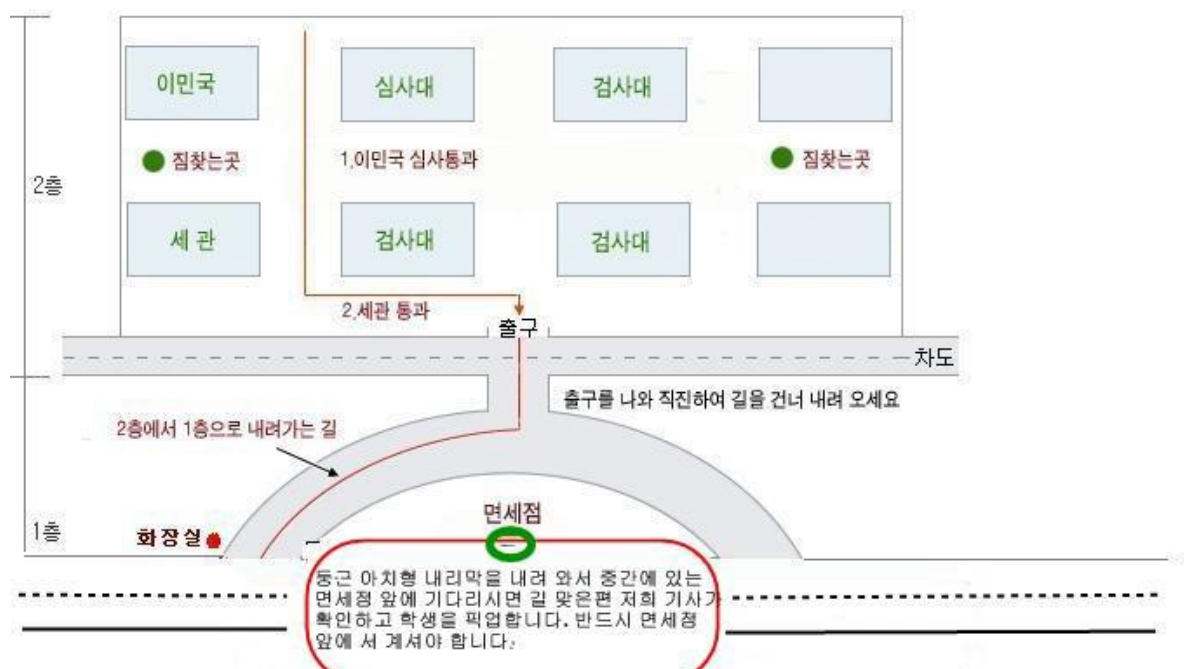 이민국
심사대
검사대
짐찾는곳
1,이민국 심사통과
짐찾는곳
2층
세 관
검사대
검사대
2,세관 통과
출구
차도
출구를 나와 직진하여 길을 건너 내려 오세요
2층에서 1층으로 내려가는 길
면세점
1층
화장실
둥근 아치형 내리막을 내려 와서 중간에 있는
면세점 앞에 기다리시면 길 맞은편 저희 기사가
확인하고 학생을 픽업합니다. 반드시 면세점
앞에 서 계셔야 합니다.